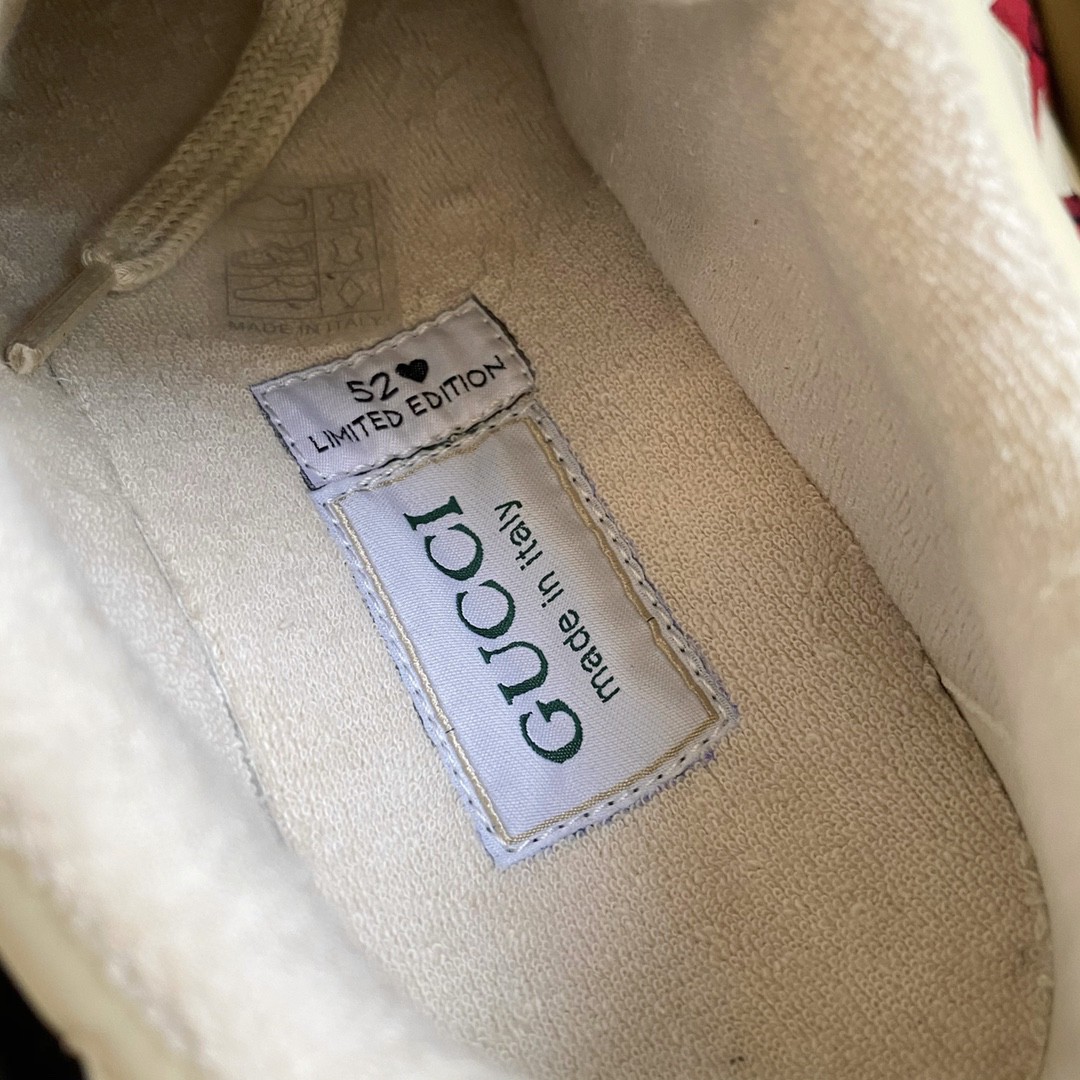 MADE IN ITALY
52♥
LIMITED EDITION
GUCCI
made in italy